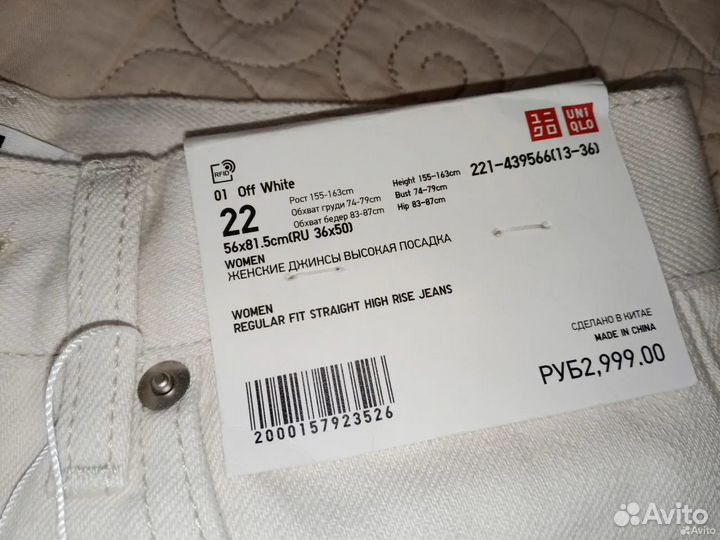 ユニ
クロ
UNI
QLO
RFID
221-439566(13-36)
01 Off White
22
Рост 155-163cm
Обхват груди 74-79cm
Обхват бедер 83-87cm
Height 155-163cm
Bust 74-79cm
Hip 83-87cm
56x81.5cm(RU 36x50)
WOMEN
ЖЕНСКИЕ ДЖИНСЫ ВЫСОКАЯ ПОСАДКА
WOMEN
REGULAR FIT STRAIGHT HIGH RISE JEANS
СДЕЛАНО В КИТАЕ
MADE IN CHINA
РУБ2,999.00
2000157923526
Avito
Avito